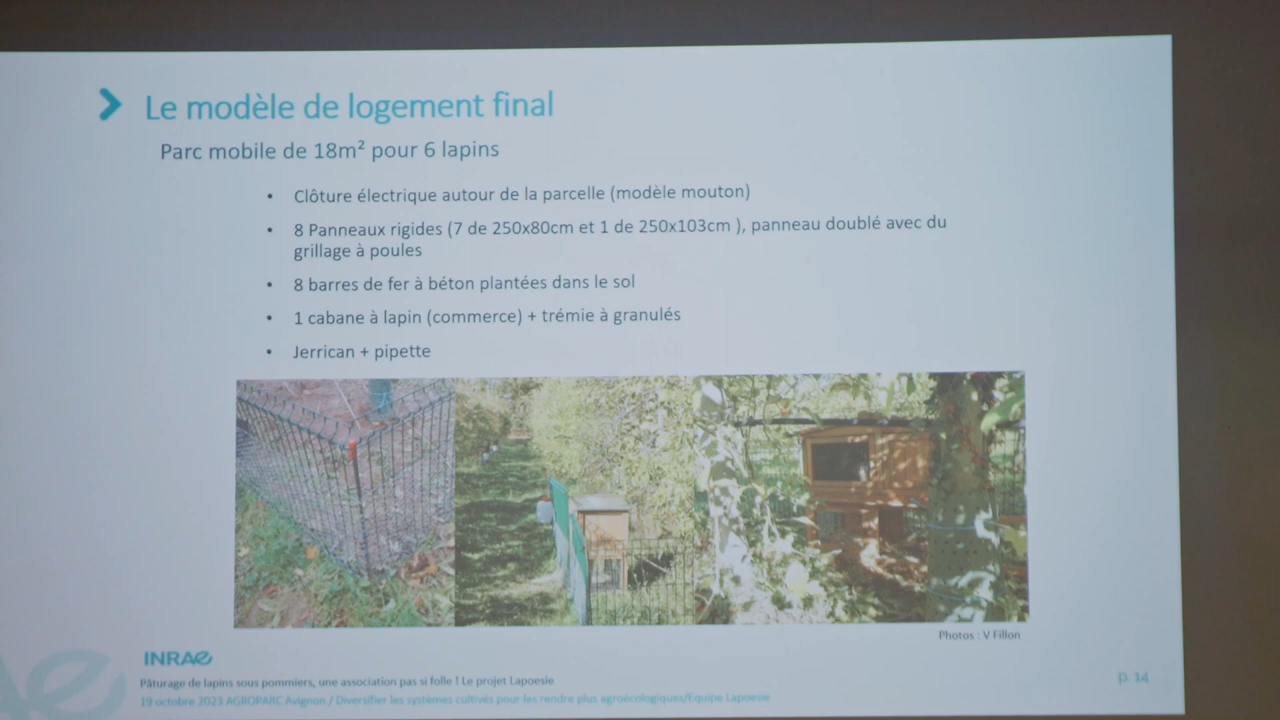 Le modèle de logement final
Parc mobile de 18m² pour 6 lapins
• Clôture électrique autour de la parcelle (modèle mouton)
• 8 Panneaux rigides (7 de 250x80cm et 1 de 250x103cm ), panneau doublé avec du
grillage à poules
• 8 barres de fer à béton plantées dans le sol
• 1 cabane à lapin (commerce) + trémie à granulés
• Jerrican + pipette
Photos : V Fillon
INRAE
Pâturage de lapins sous pommiers, une association pas si folle ! Le projet Lapoesie
19 octobre 2023 AGROPARC Avignon / Diversifier les systèmes cultivés pour les rendre plus agroécologiques/Equipe Lapoesie
p. 14